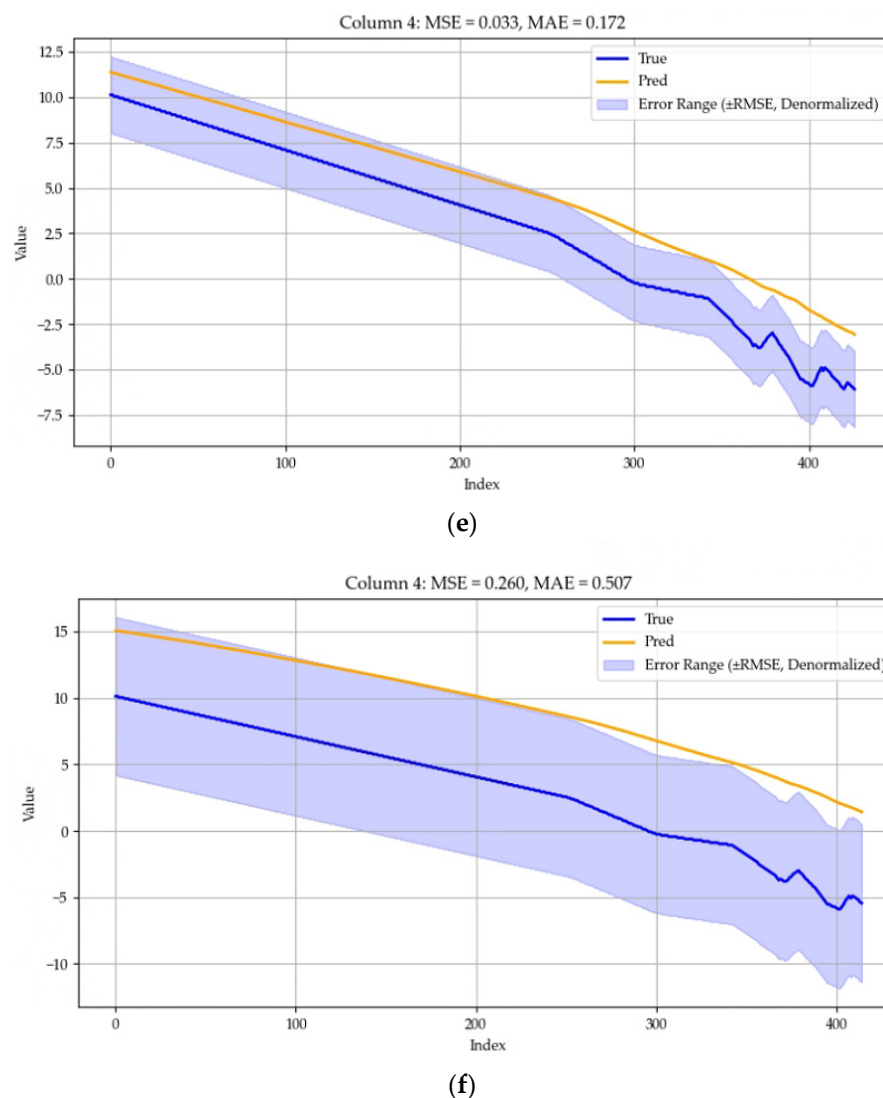 Column 4: MSE = 0.033, MAE = 0.172
12.5
10.0
7.5
5.0
2.5
0.0
−2.5
−5.0
−7.5
Value
True
Pred
Error Range (±RMSE, Denormalized)
0 100 200 300 400
Index
(e)
Column 4: MSE = 0.260, MAE = 0.507
15
10
5
0
−5
−10
Value
True
Pred
Error Range (±RMSE, Denormalized)
0 100 200 300 400
Index
(f)